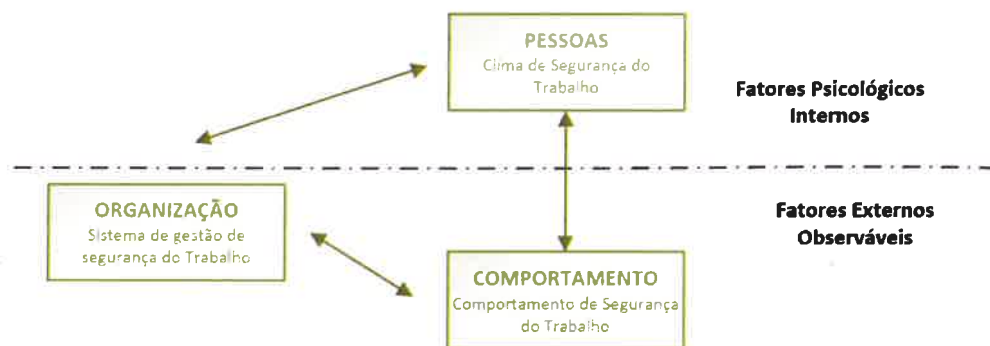 PESSOAS
Clima de Segurança do
Trabalho
Fatores Psicológicos
Internos
ORGANIZAÇÃO
Sistema de gestão de
segurança do Trabalho
Fatores Externos
Observáveis
COMPORTAMENTO
Comportamento de Segurança
do Trabalho